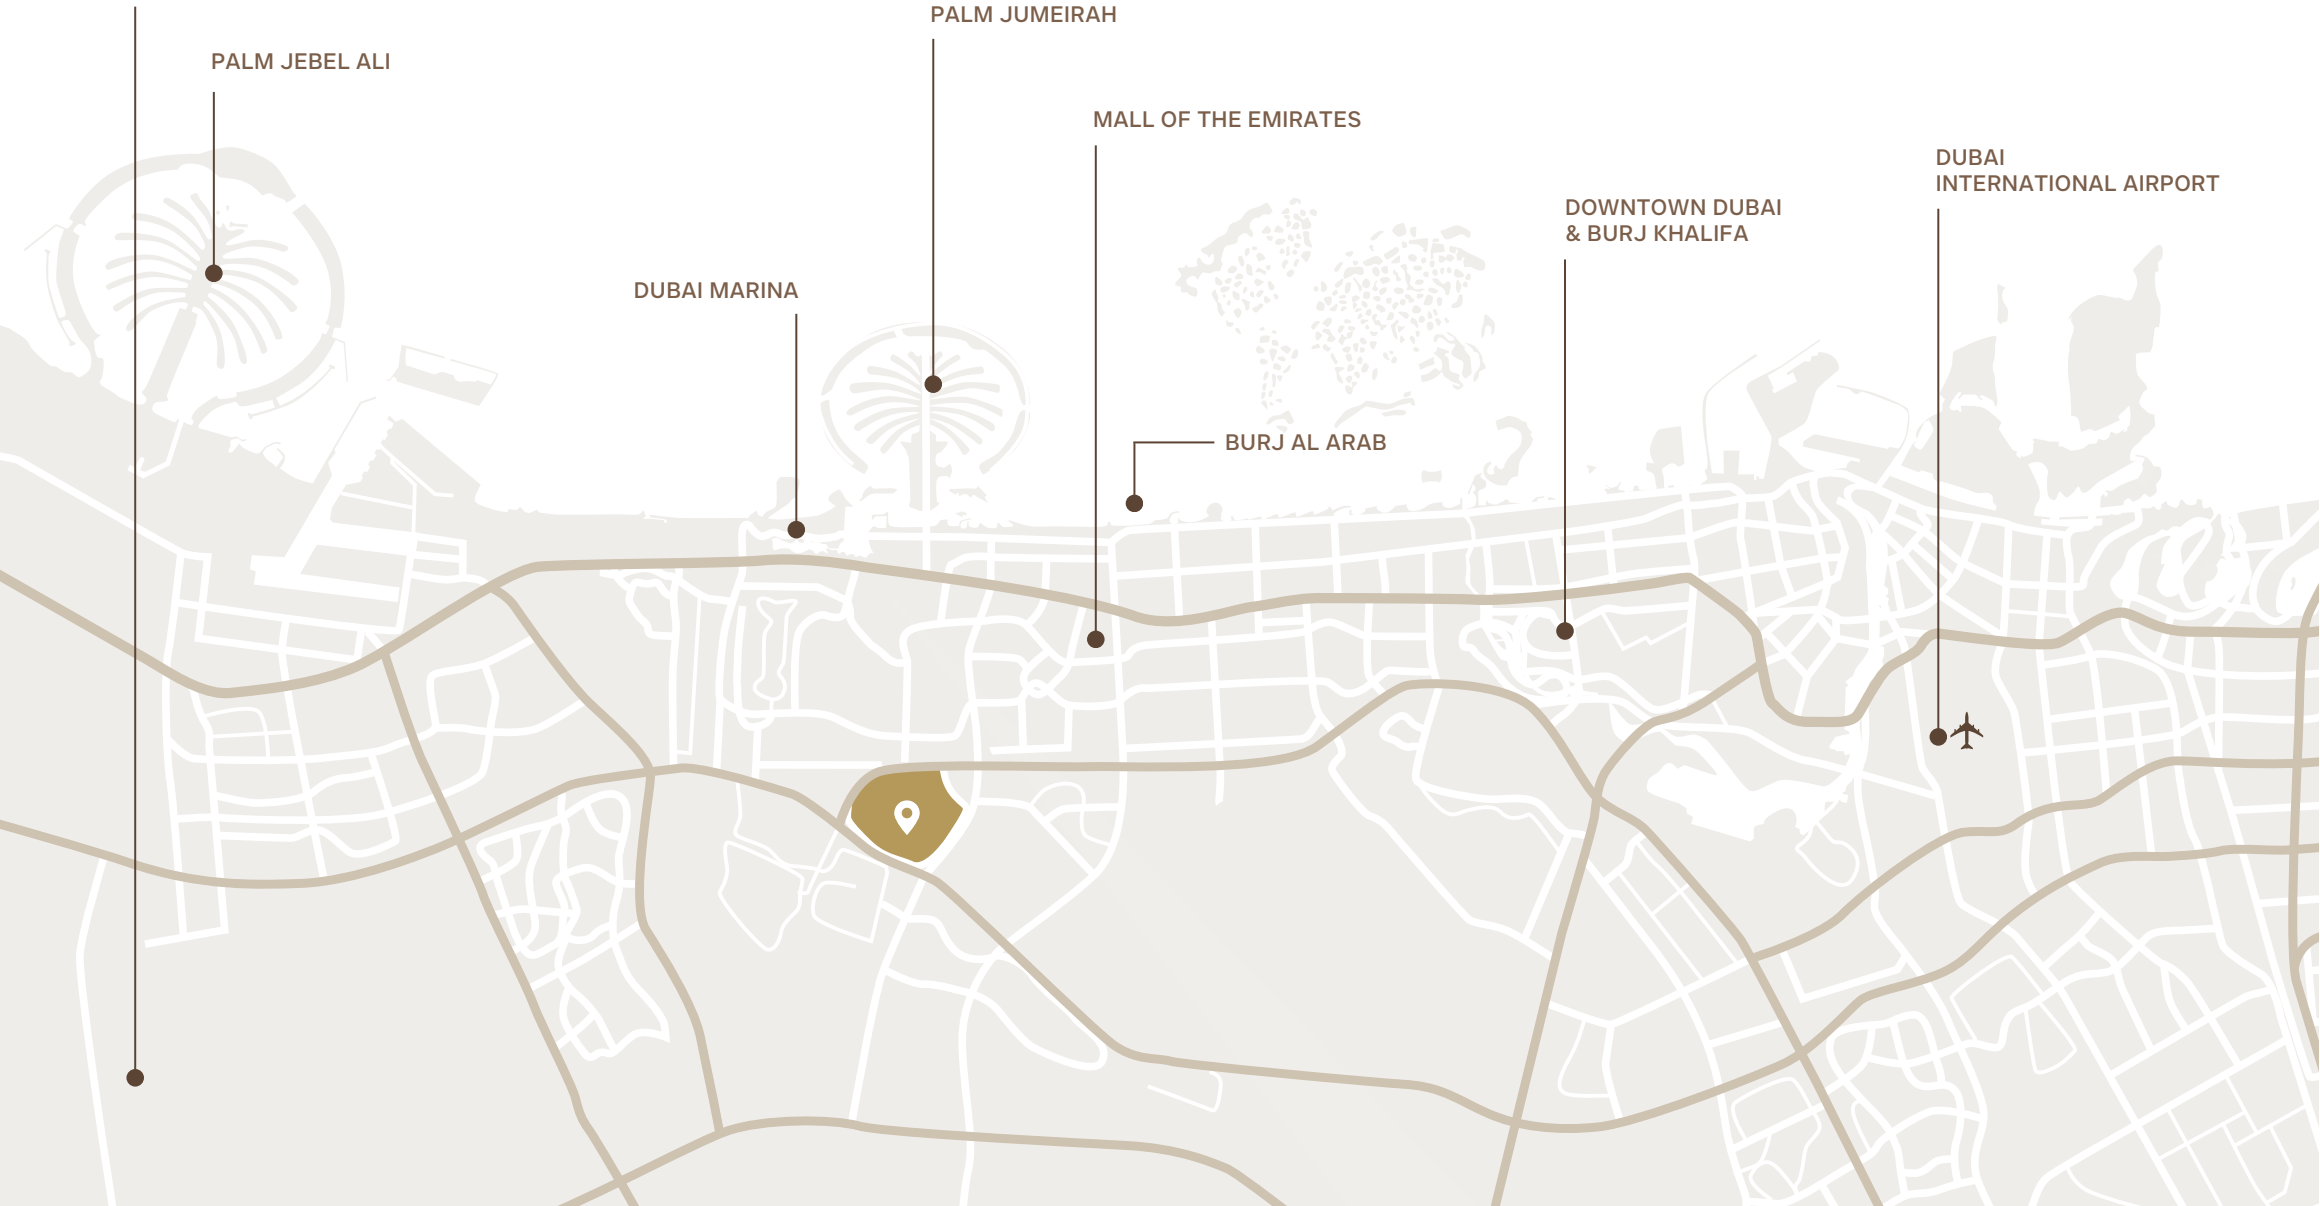 PALM JUMEIRAH
PALM JEBEL ALI
MALL OF THE EMIRATES
DUBAI
INTERNATIONAL AIRPORT
DOWNTOWN DUBAI
& BURJ KHALIFA
DUBAI MARINA
BURJ AL ARAB